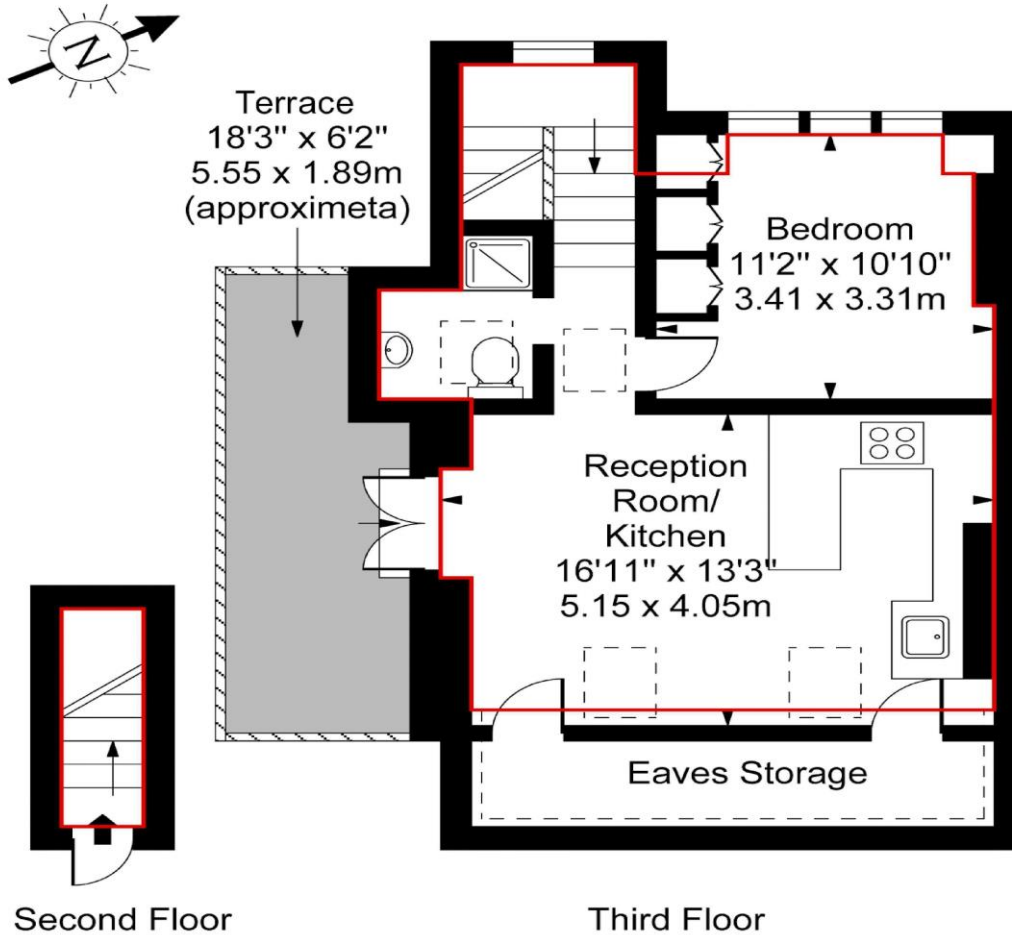 N
Terrace
18'3" x 6'2"
5.55 x 1.89m
(approximeta)
Bedroom
11'2" x 10'10"
3.41 x 3.31m
Reception
Room/
Kitchen
16'11" x 13'3"
5.15 x 4.05m
Eaves Storage
Second Floor
Third Floor